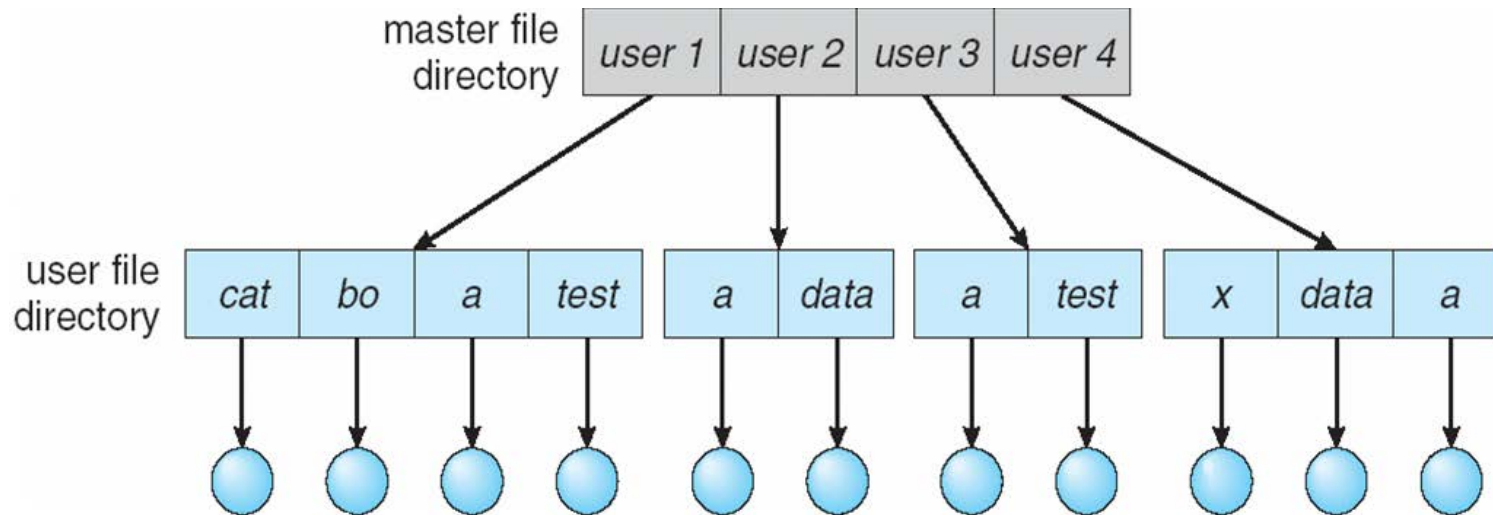 master file
directory
user 1 user 2 user 3 user 4
user file
directory
cat bo a test a data a test x data a